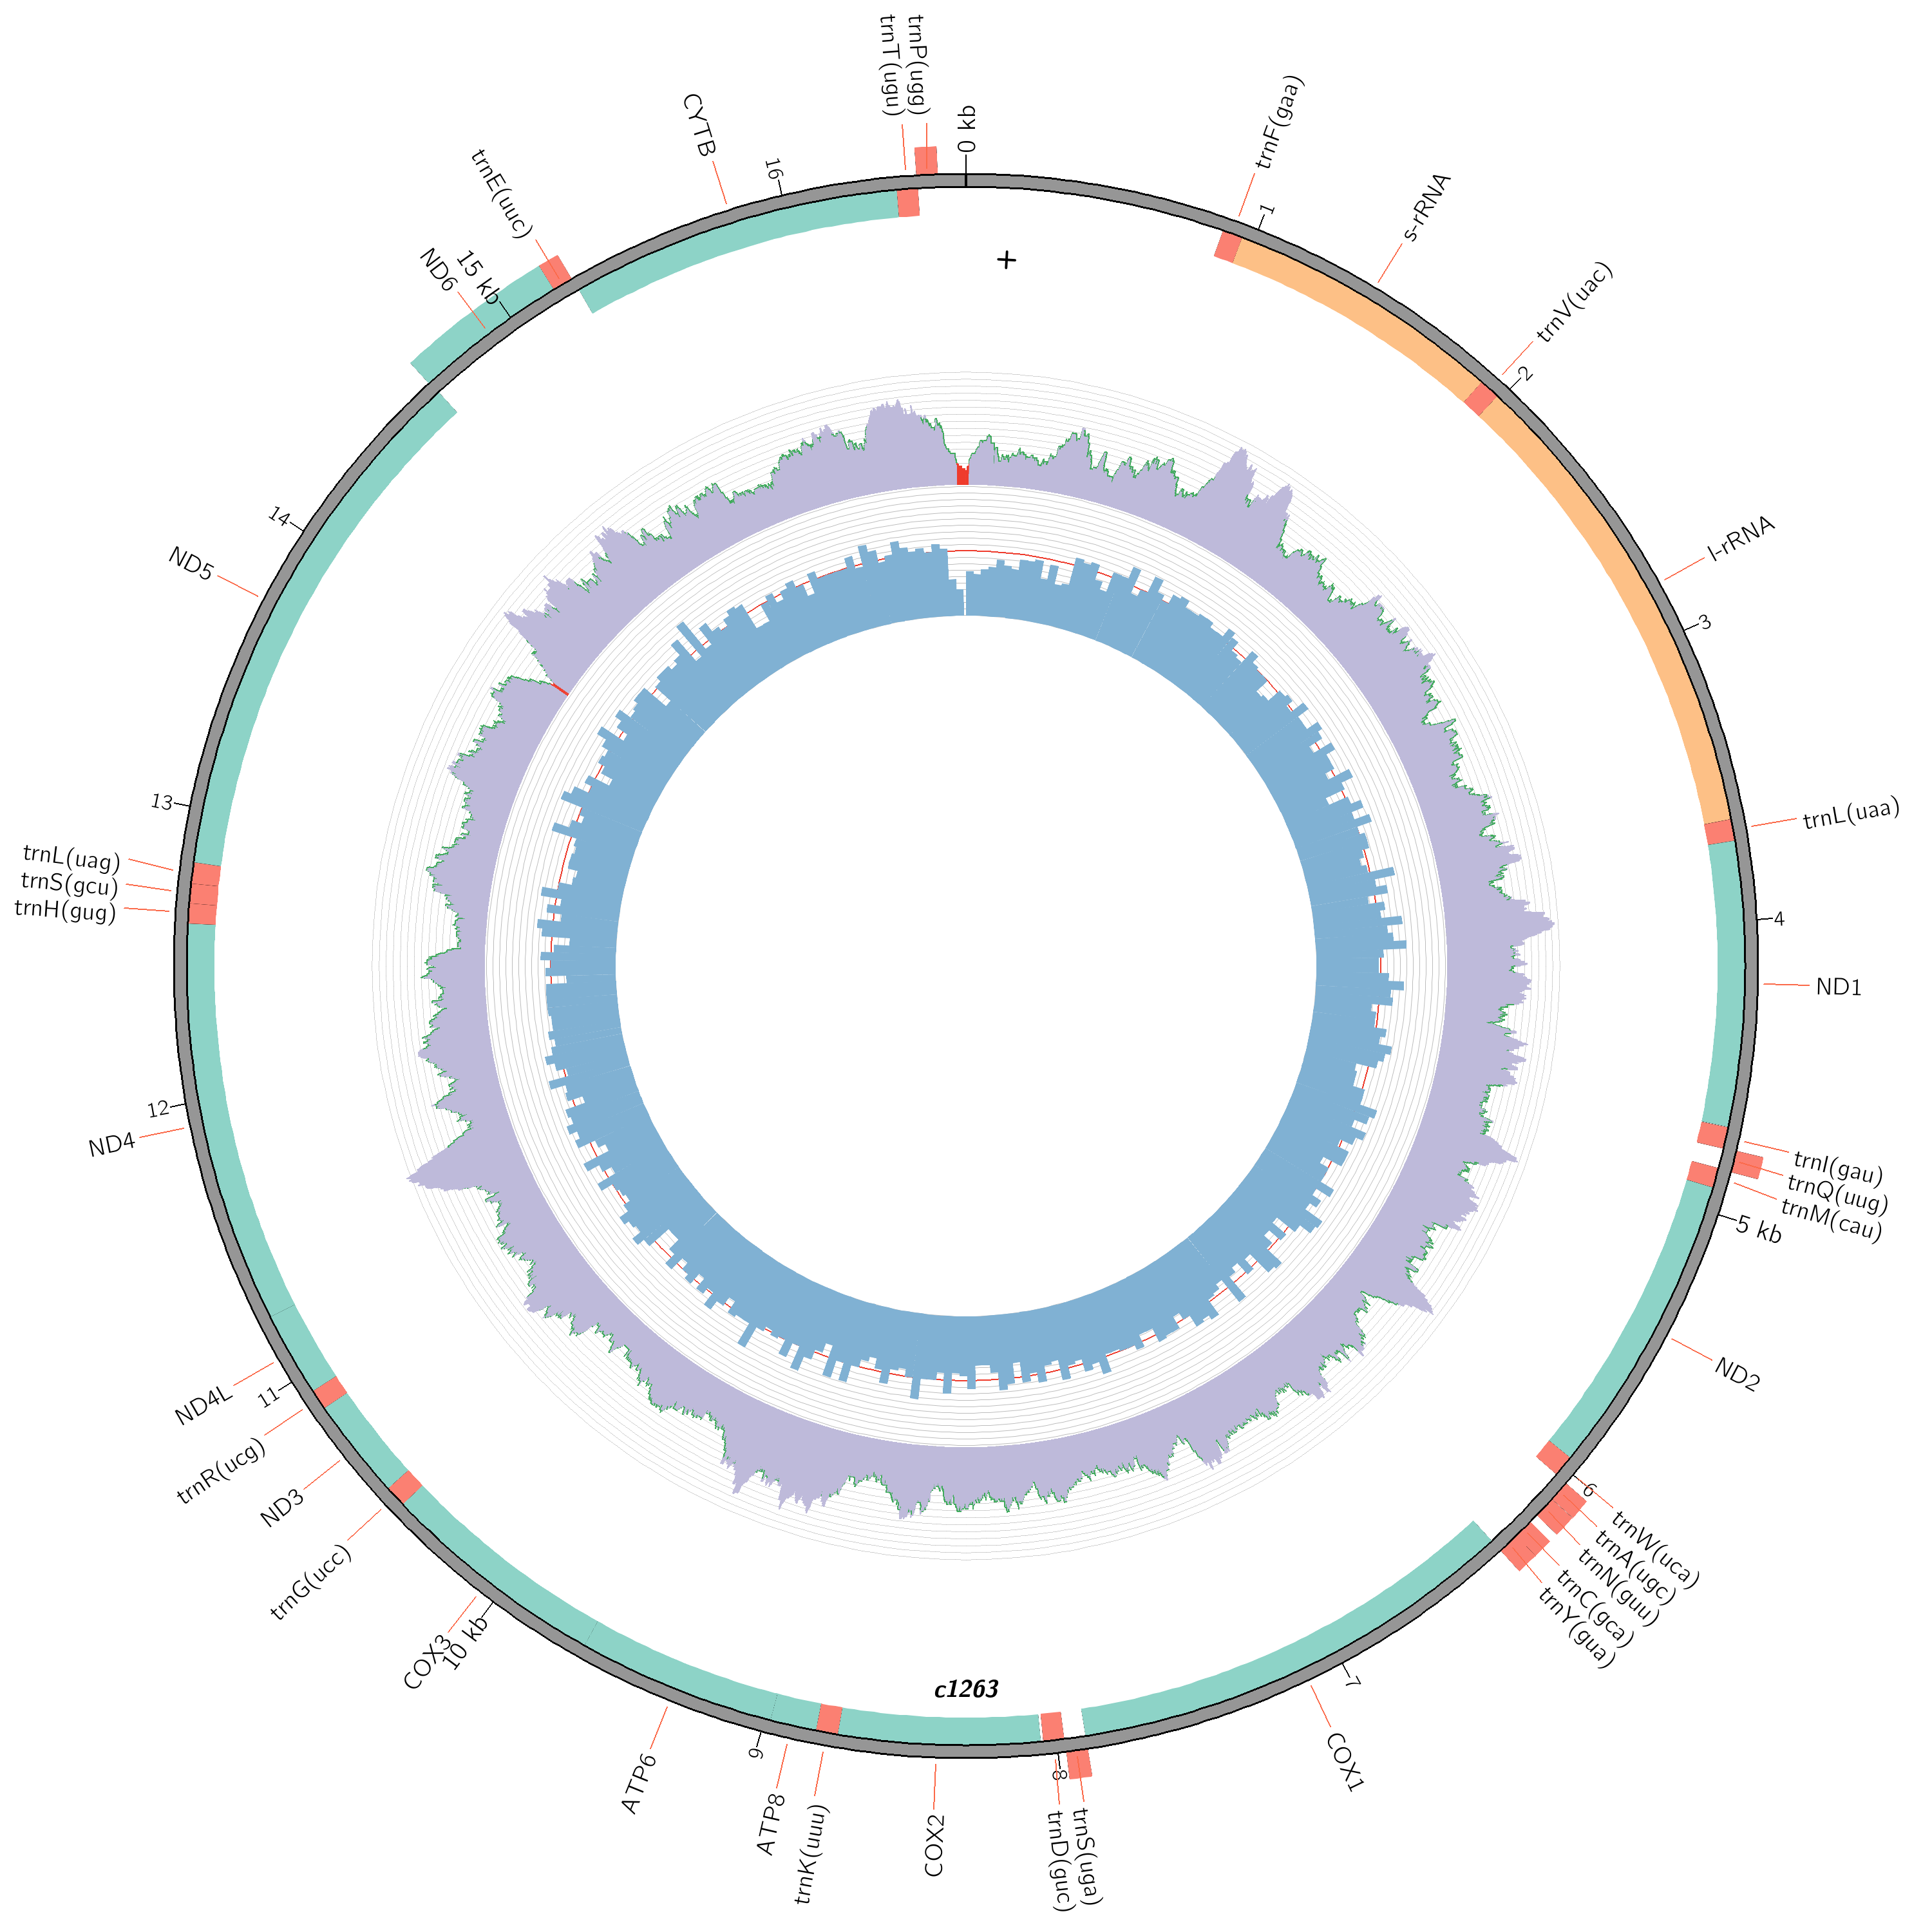 0 kb
trnF(gaa)
1
s-rRNA
trnV(uac)
2
l-rRNA
3
trnL(uaa)
4
ND1
trnI(gau)
trnQ(uug)
trnM(cau)
5 kb
ND2
6
trnW(uca)
trnA(ugc)
trnN(guu)
trnC(gca)
trnY(gua)
7
COX1
trnS(uga)
8
trnD(guc)
COX2
trnK(uuu)
ATP8
9
ATP6
10 kb
COX3
trnG(ucc)
ND3
trnR(ucg)
11
ND4L
ND4
12
trnH(gug)
trnS(gcu)
trnL(uag)
13
ND5
14
ND6
15 kb
trnE(uuc)
CYTB
16
trnT(ugu)
trnP(ugg)
+
c1263